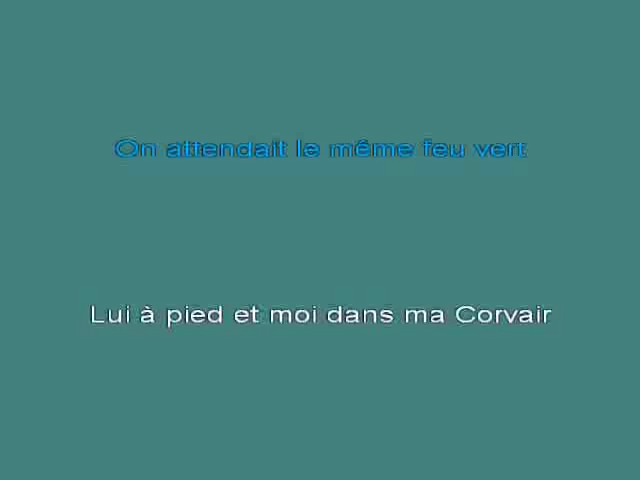 On attendait le même feu vert
Lui à pied et moi dans ma Corvair